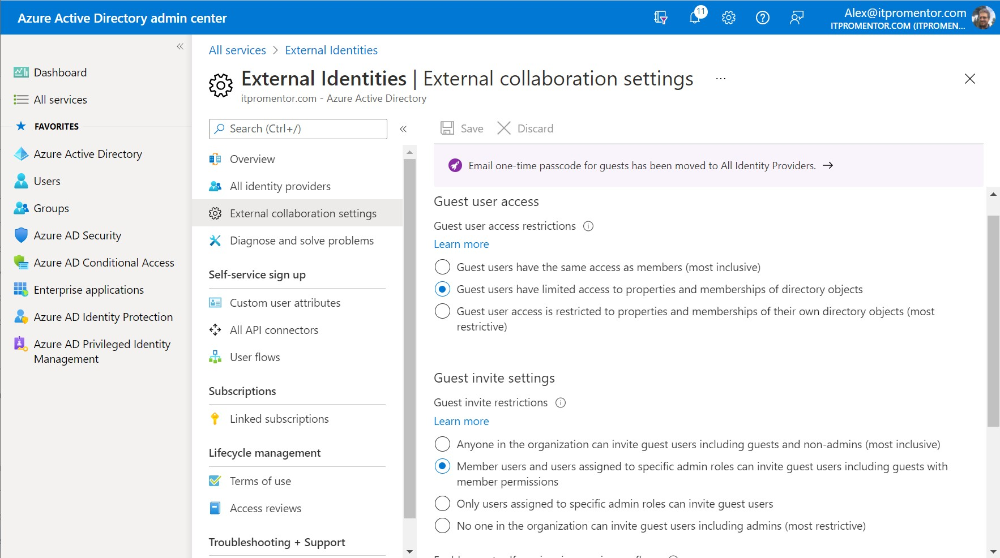 Azure Active Directory admin center
11
Alex@itpromentor.com
ITPROMENTOR.COM (ITPROMEN...
Dashboard
All services
FAVORITES
Azure Active Directory
Users
Groups
Azure AD Security
Azure AD Conditional Access
Enterprise applications
Azure AD Identity Protection
Azure AD Privileged Identity
Management
All services > External Identities
External Identities | External collaboration settings ...
itpromentor.com - Azure Active Directory
Search (Ctrl+/)
Overview
All identity providers
External collaboration settings
Diagnose and solve problems
Self-service sign up
Custom user attributes
All API connectors
User flows
Subscriptions
Linked subscriptions
Lifecycle management
Terms of use
Access reviews
Troubleshooting + Support
Save
Discard
Email one-time passcode for guests has been moved to All Identity Providers. →
Guest user access
Guest user access restrictions
Learn more
Guest users have the same access as members (most inclusive)
Guest users have limited access to properties and memberships of directory objects
Guest user access is restricted to properties and memberships of their own directory objects (most
restrictive)
Guest invite settings
Guest invite restrictions
Learn more
Anyone in the organization can invite guest users including guests and non-admins (most inclusive)
Member users and users assigned to specific admin roles can invite guest users including guests with
member permissions
Only users assigned to specific admin roles can invite guest users
No one in the organization can invite guest users including admins (most restrictive)